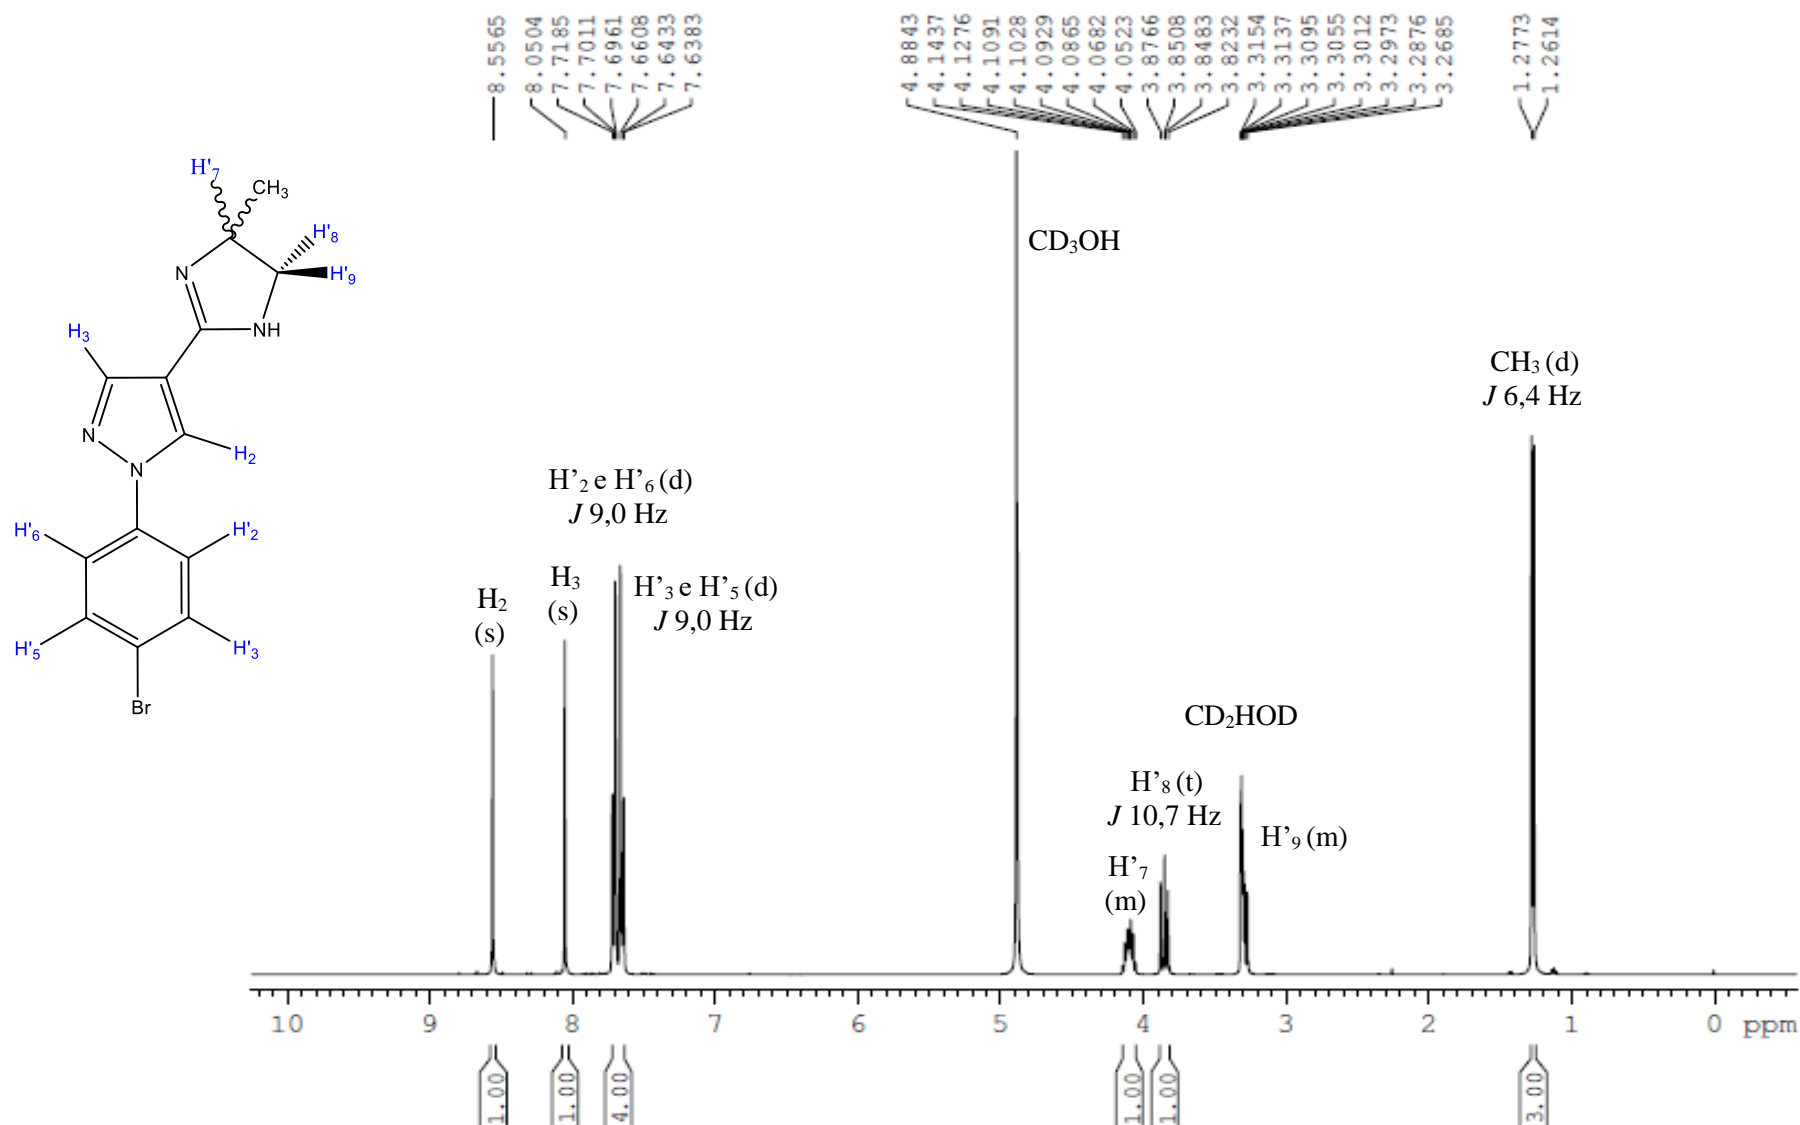 8.5565
8.0504
7.7185
7.7011
7.6961
7.6608
7.6433
7.6383
4.8843
4.1437
4.1276
4.1091
4.1028
4.0929
4.0865
4.0682
4.0523
3.8766
3.8508
3.8483
3.8232
3.3154
3.3137
3.3095
3.3055
3.3012
3.2973
3.2876
3.2685
1.2773
1.2614
H'7
CH3
H'8
N
H'9
NH
H3
N
H2
N
H'6
H'2
H'5
H'3
Br
H2
(s)
H3
(s)
H’2 e H’6 (d)
J 9,0 Hz
H’3 e H’5 (d)
J 9,0 Hz
CD3OH
H’7
(m)
H’8 (t)
J 10,7 Hz
CD2HOD
H’9 (m)
CH3 (d)
J 6,4 Hz
10 9 8 7 6 5 4 3 2 1 0 ppm
1.00
1.00
4.00
1.00
1.00
3.00